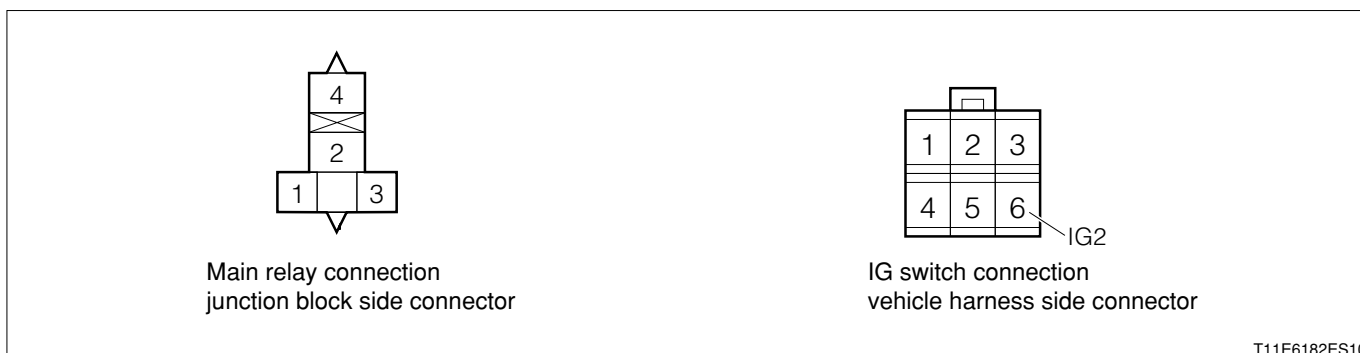 4
2
1 3
Main relay connection
junction block side connector
1 2 3
4 5 6
IG2
IG switch connection
vehicle harness side connector